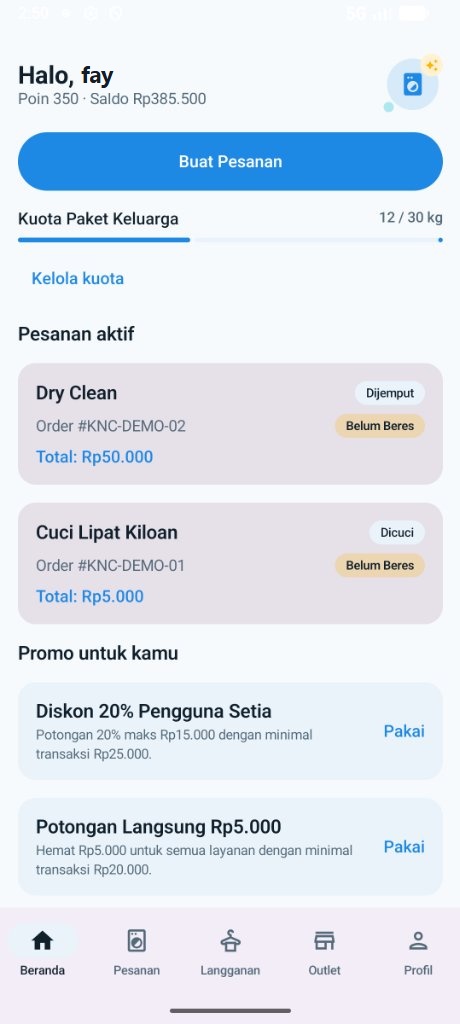 2:50
5G
Halo, fay
Poin 350 · Saldo Rp385.500
Buat Pesanan
Kuota Paket Keluarga
12 / 30 kg
Kelola kuota
Pesanan aktif
Dry Clean
Dijemput
Order #KNC-DEMO-02
Belum Beres
Total: Rp50.000
Cuci Lipat Kiloan
Dicuci
Order #KNC-DEMO-01
Belum Beres
Total: Rp5.000
Promo untuk kamu
Diskon 20% Pengguna Setia
Potongan 20% maks Rp15.000 dengan minimal
transaksi Rp25.000.
Pakai
Potongan Langsung Rp5.000
Hemat Rp5.000 untuk semua layanan dengan minimal
transaksi Rp20.000.
Pakai
Beranda
Pesanan
Langganan
Outlet
Profil